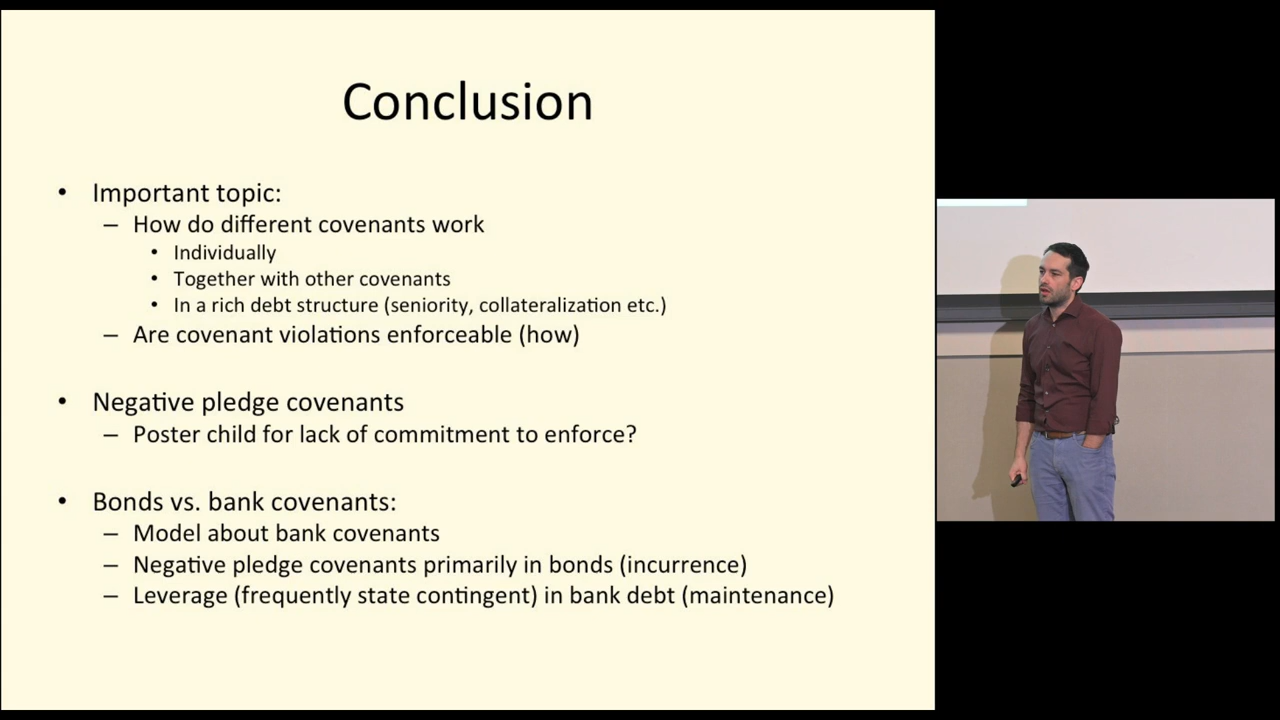 Conclusion
• Important topic:
– How do different covenants work
• Individually
• Together with other covenants
• In a rich debt structure (seniority, collateralization etc.)
– Are covenant violations enforceable (how)
• Negative pledge covenants
– Poster child for lack of commitment to enforce?
• Bonds vs. bank covenants:
– Model about bank covenants
– Negative pledge covenants primarily in bonds (incurrence)
– Leverage (frequently state contingent) in bank debt (maintenance)